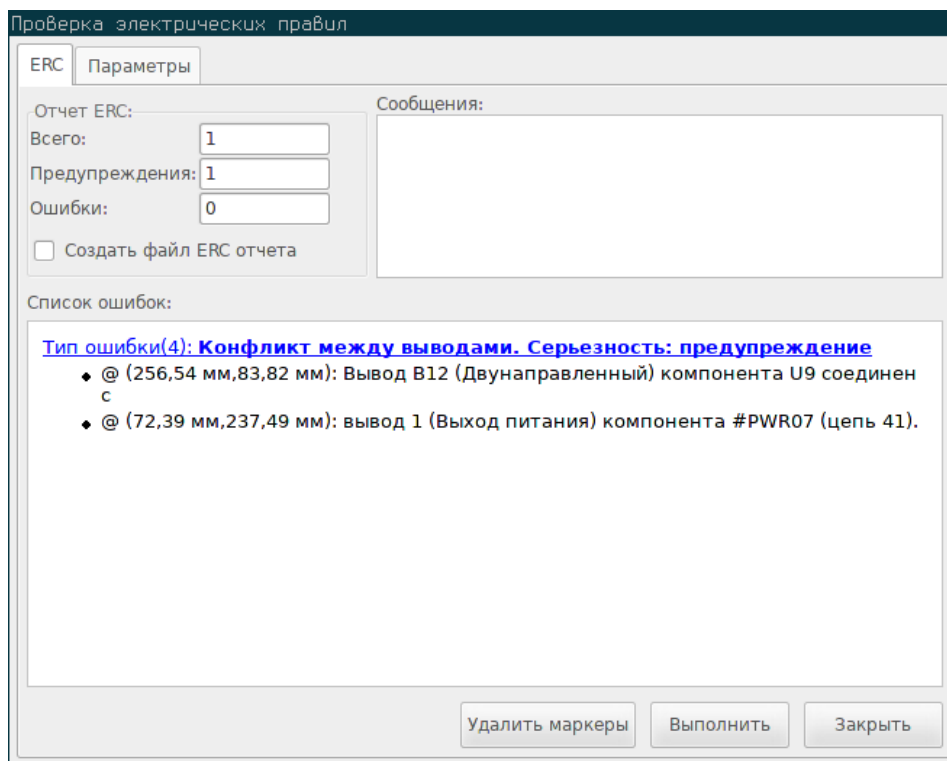 Проверка электрических правил
ERC
Параметры
Отчет ERC:
Сообщения:
Всего:
1
Предупреждения:
1
Ошибки:
0
Создать файл ERC отчета
Список ошибок:
Тип ошибки(4): Конфликт между выводами. Серьезность: предупреждение
@ (256,54 мм,83,82 мм): Вывод B12 (Двунаправленный) компонента U9 соединен
с
@ (72,39 мм,237,49 мм): вывод 1 (Выход питания) компонента #PWR07 (цепь 41).
Удалить маркеры
Выполнить
Закрыть